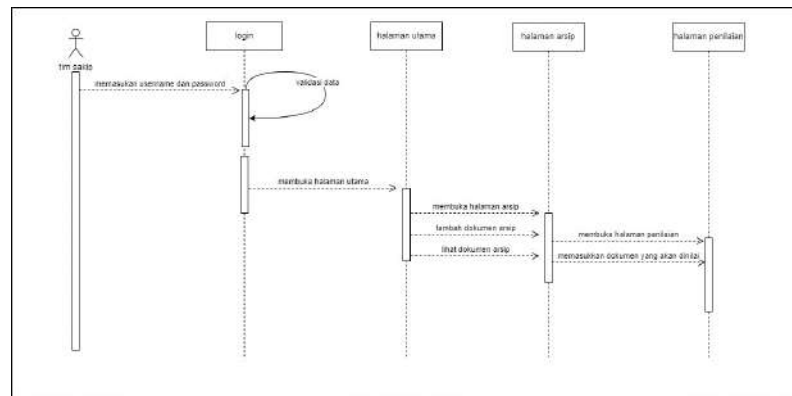 login
halaman utama
halaman arsip
halaman penilaian
tim sakip
memasukan username dan password
validasi data
membuka halaman utama
membuka halaman arsip
tambah dokumen arsip
lihat dokumen arsip
membuka halaman penilaian
memasukkan dokumen yang akan dinilai